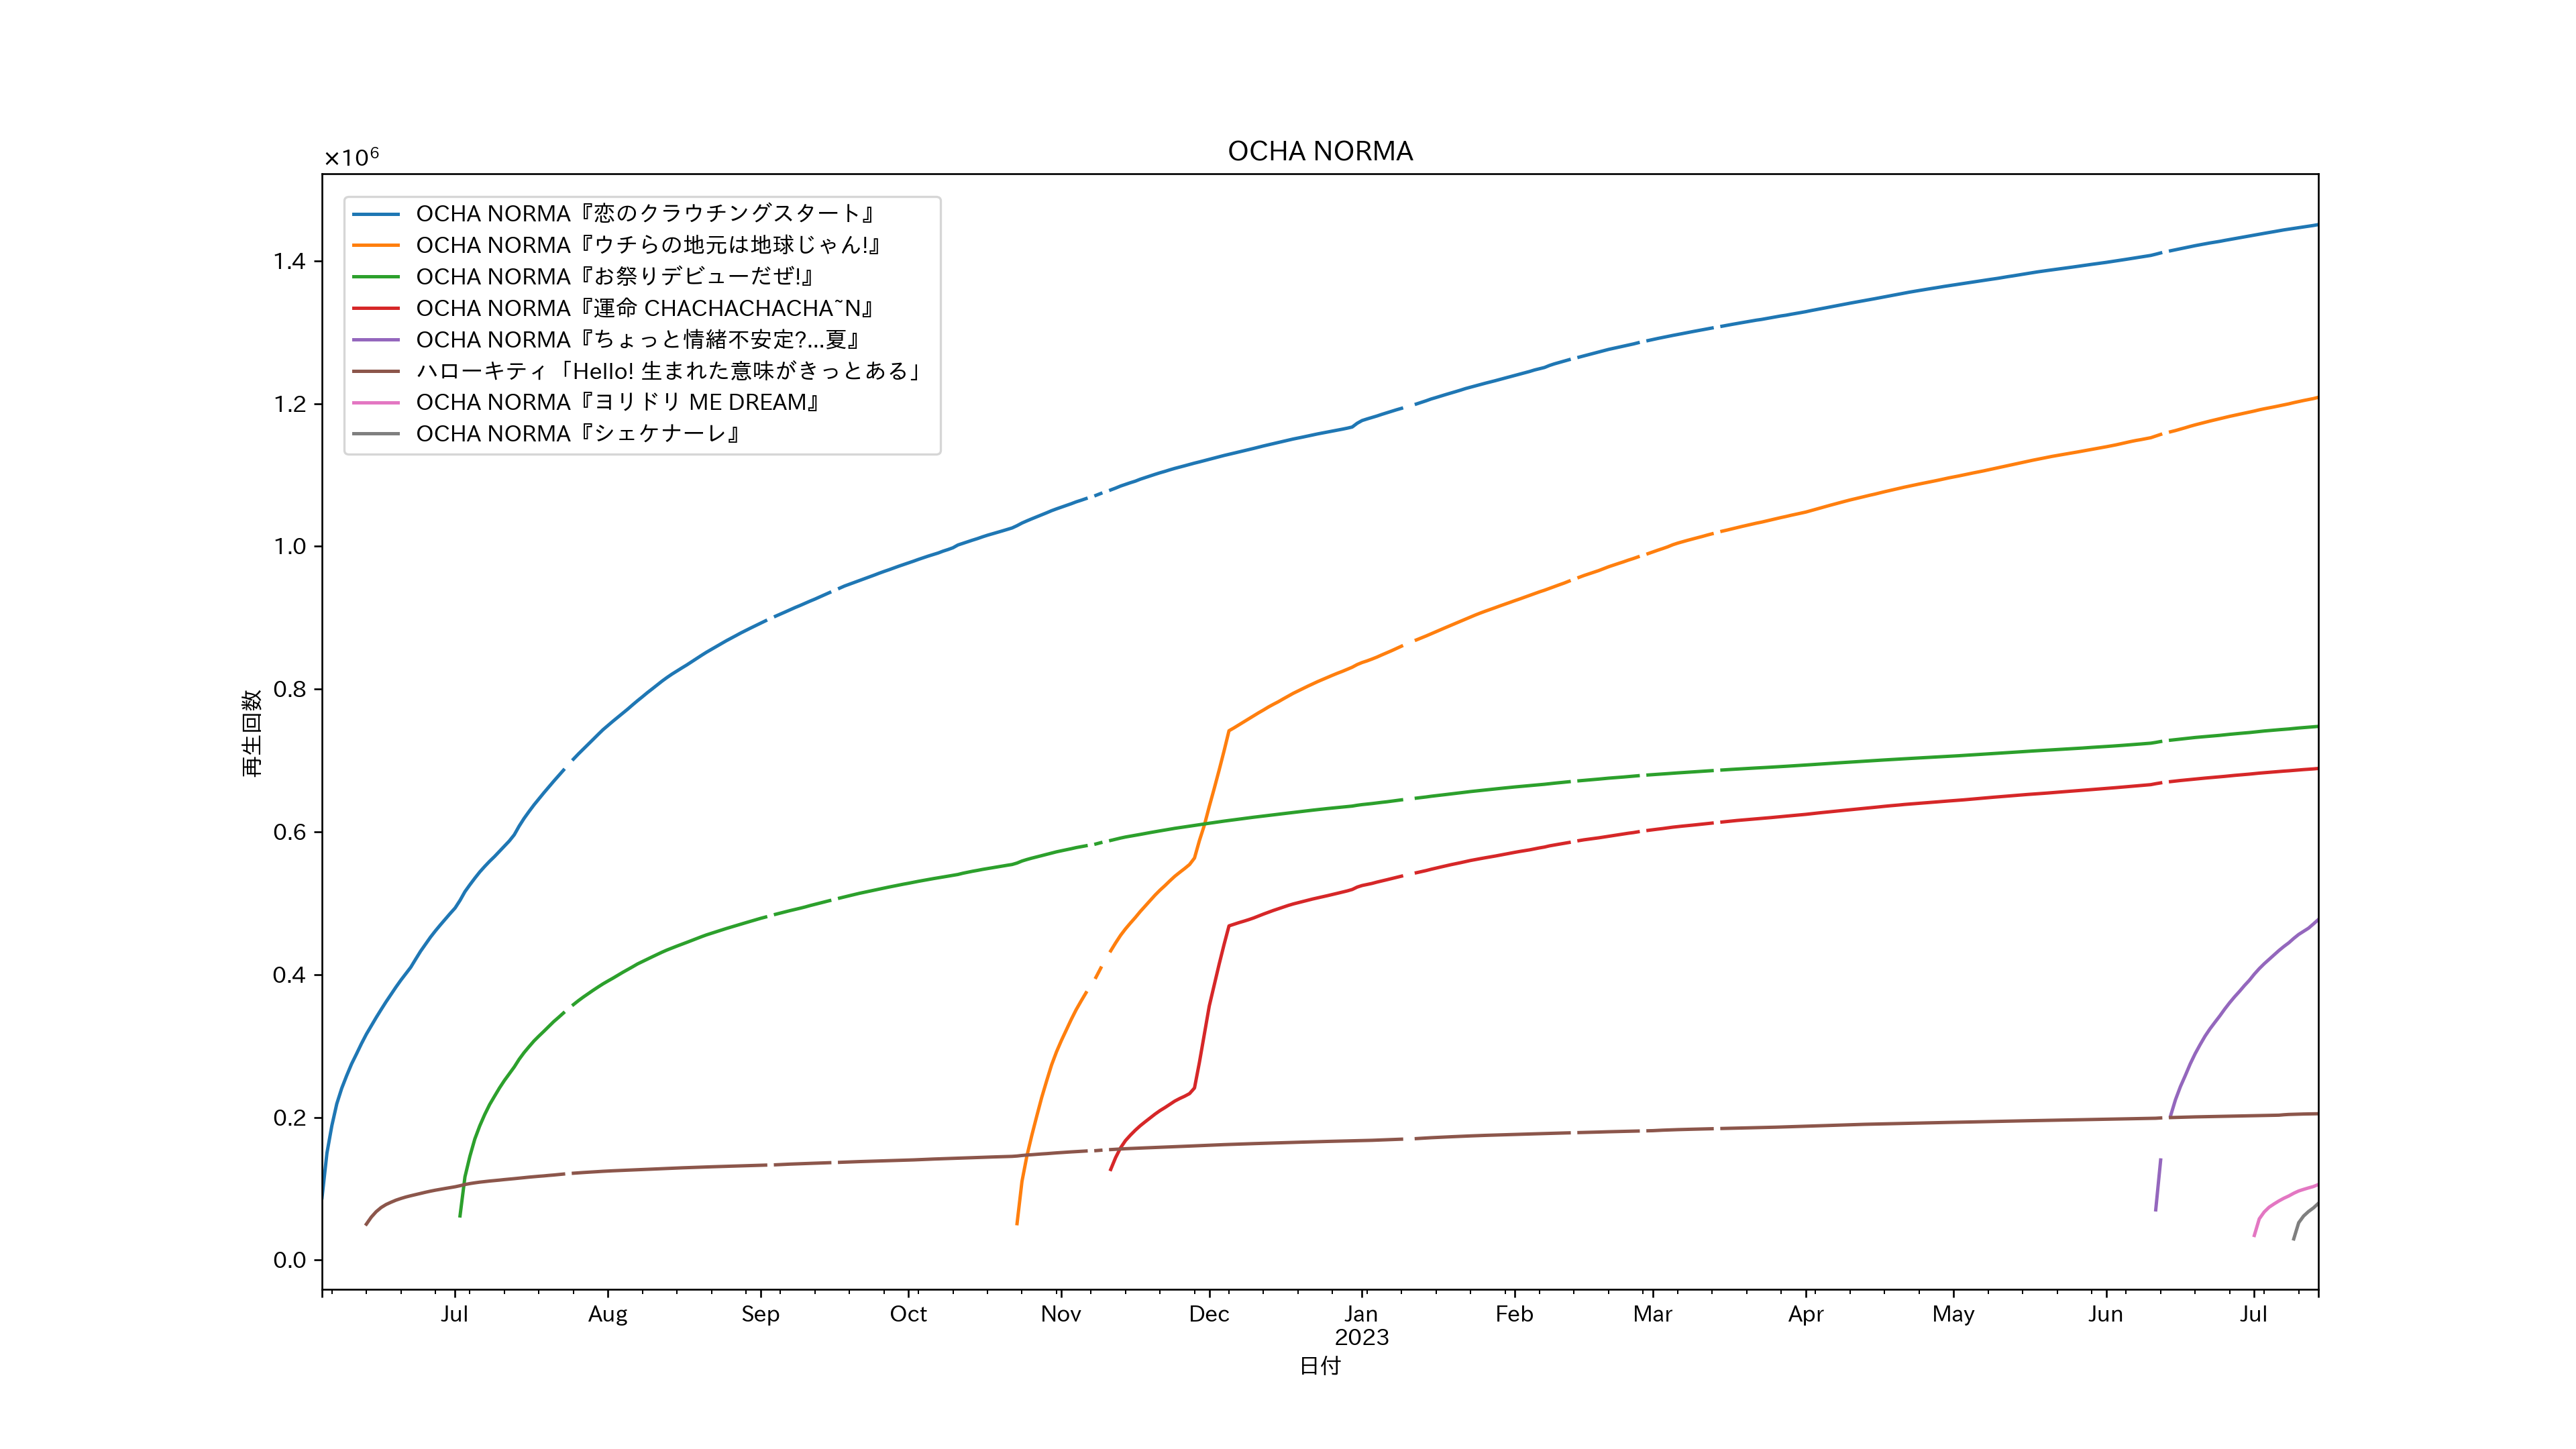 OCHA NORMA
×10⁶
OCHA NORMA『恋のクラウチングスタート』
OCHA NORMA『ウチらの地元は地球じゃん!』
OCHA NORMA『お祭りデビューだぜ!』
OCHA NORMA『運命 CHACHACHACHA~N』
OCHA NORMA『ちょっと情緒不安定?…夏』
ハローキティ「Hello! 生まれた意味がきっとある」
OCHA NORMA『ヨリドリ ME DREAM』
OCHA NORMA『シェケナーレ』
1.4
1.2
1.0
0.8
0.6
0.4
0.2
0.0
再生回数
Jul Aug Sep Oct Nov Dec Jan Feb Mar Apr May Jun Jul
2023
日付